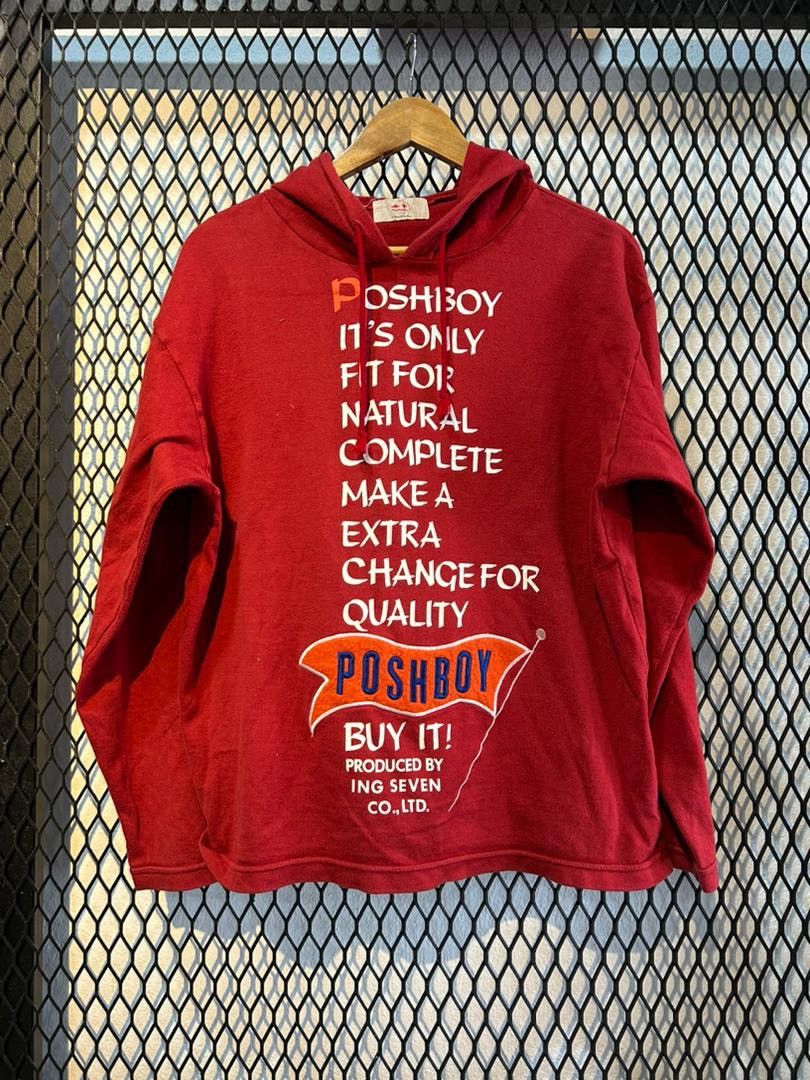 POSHBOY
IT'S ONLY
FIT FOR
NATURAL
COMPLETE
MAKE A
EXTRA
CHANGE FOR
QUALITY
POSHBOY
BUY IT!
PRODUCED BY
ING SEVEN
CO., LTD.